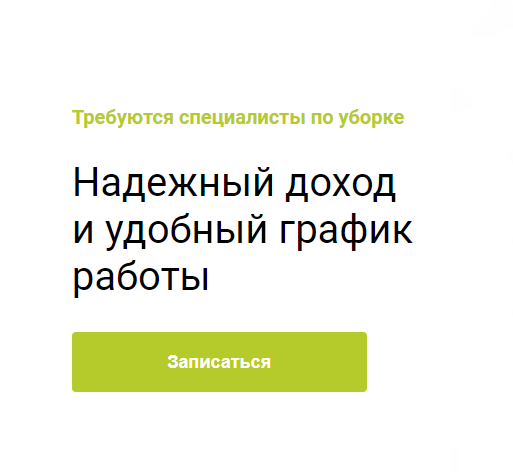 Требуются специалисты по уборке
Надежный доход
и удобный график
работы
Записаться